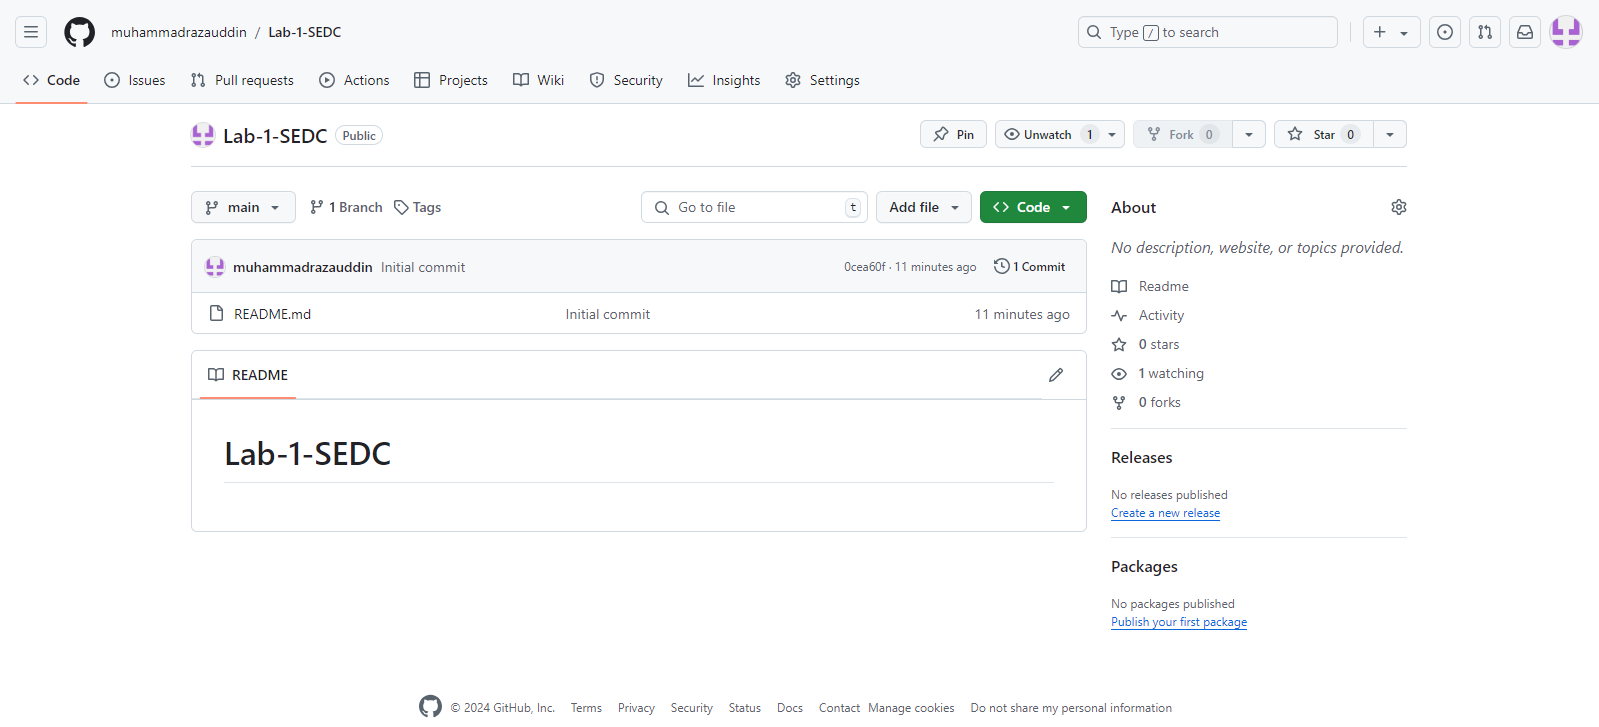 muhammadrazauddin / Lab-1-SEDC
Type / to search
Code Issues Pull requests Actions Projects Wiki Security Insights Settings
Lab-1-SEDC Public
Pin Unwatch 1 Fork 0 Star 0
main 1 Branch Tags Go to file t Add file Code
muhammadrazauddin Initial commit 0cea60f · 11 minutes ago 1 Commit
README.md Initial commit 11 minutes ago
README
Lab-1-SEDC
About
No description, website, or topics provided.
Readme
Activity
0 stars
1 watching
0 forks
Releases
No releases published
Create a new release
Packages
No packages published
Publish your first package
© 2024 GitHub, Inc. Terms Privacy Security Status Docs Contact Manage cookies Do not share my personal information